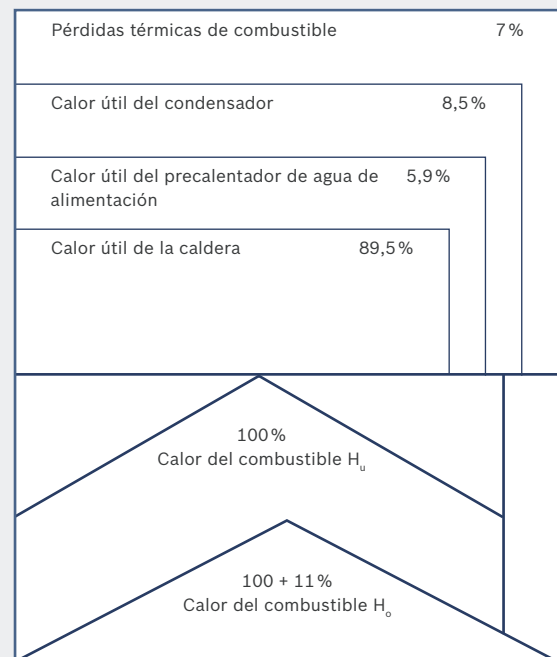 Pérdidas térmicas de combustible 7 %
Calor útil del condensador 8,5 %
Calor útil del precalentador de agua de 5,9 %
alimentación
Calor útil de la caldera 89,5 %
100 %
Calor del combustible Hu
100 + 11 %
Calor del combustible Ho